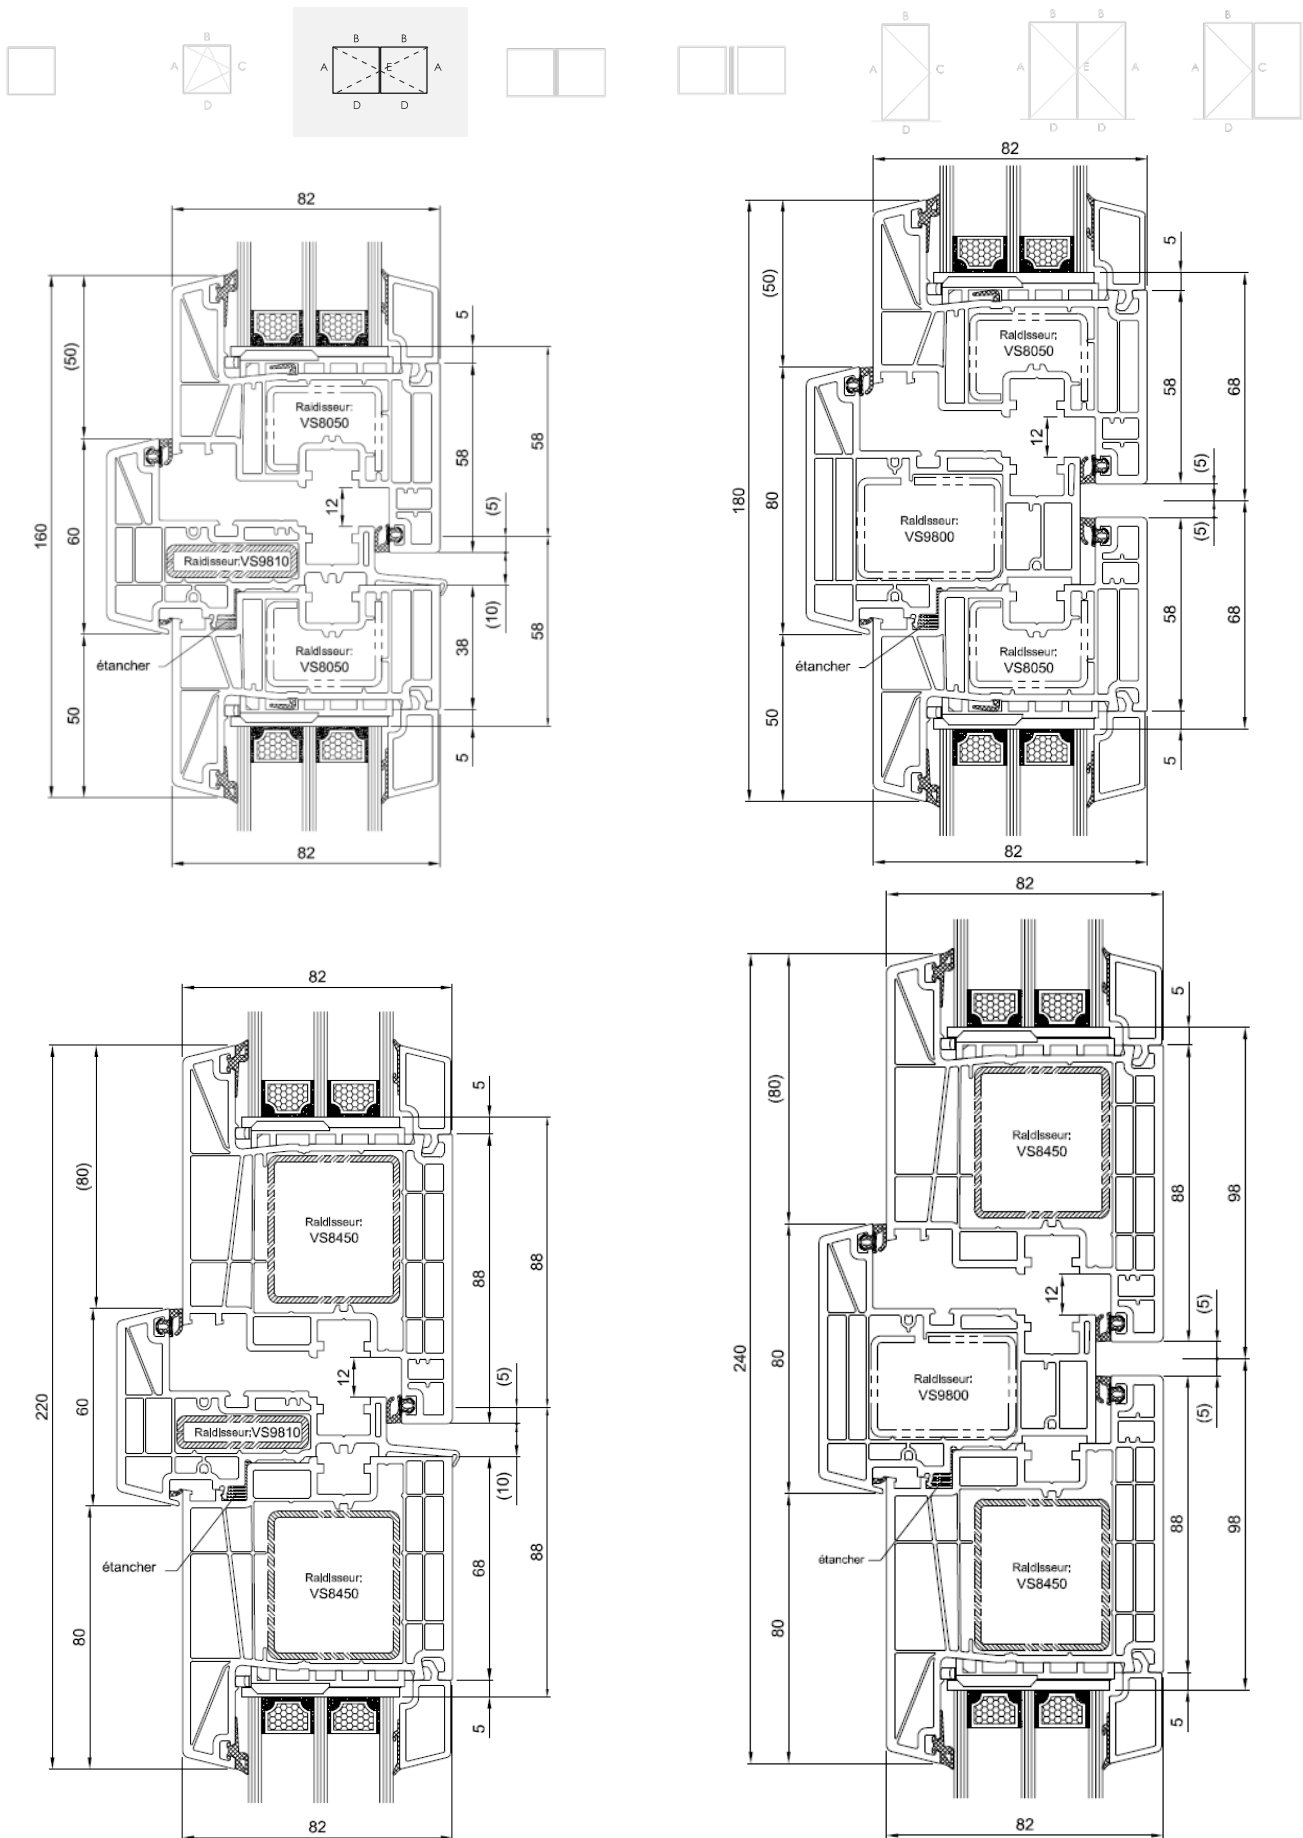 B
A
C
D
B B
A E A
D D
B
A C
D
B B
A E A
D D
B
A C
D
82
160
(50)
60
50
5
58
58
(5)
12
(10)
38
58
5
Raidisseur:
VS8050
Raidisseur:VS9810
Raidisseur:
VS8050
étancher
82
82
180
(50)
80
50
5
58
68
12
(5)
(5)
58
68
5
Raidisseur:
VS8050
Raidisseur:
VS9800
Raidisseur:
VS8050
étancher
82
82
220
(80)
60
80
5
88
88
12
(5)
(10)
68
88
5
Raidisseur:
VS8450
Raidisseur:VS9810
Raidisseur:
VS8450
étancher
82
82
240
(80)
80
80
5
88
98
12
(5)
(5)
88
98
5
Raidisseur:
VS8450
Raidisseur:
VS9800
Raidisseur:
VS8450
étancher
82